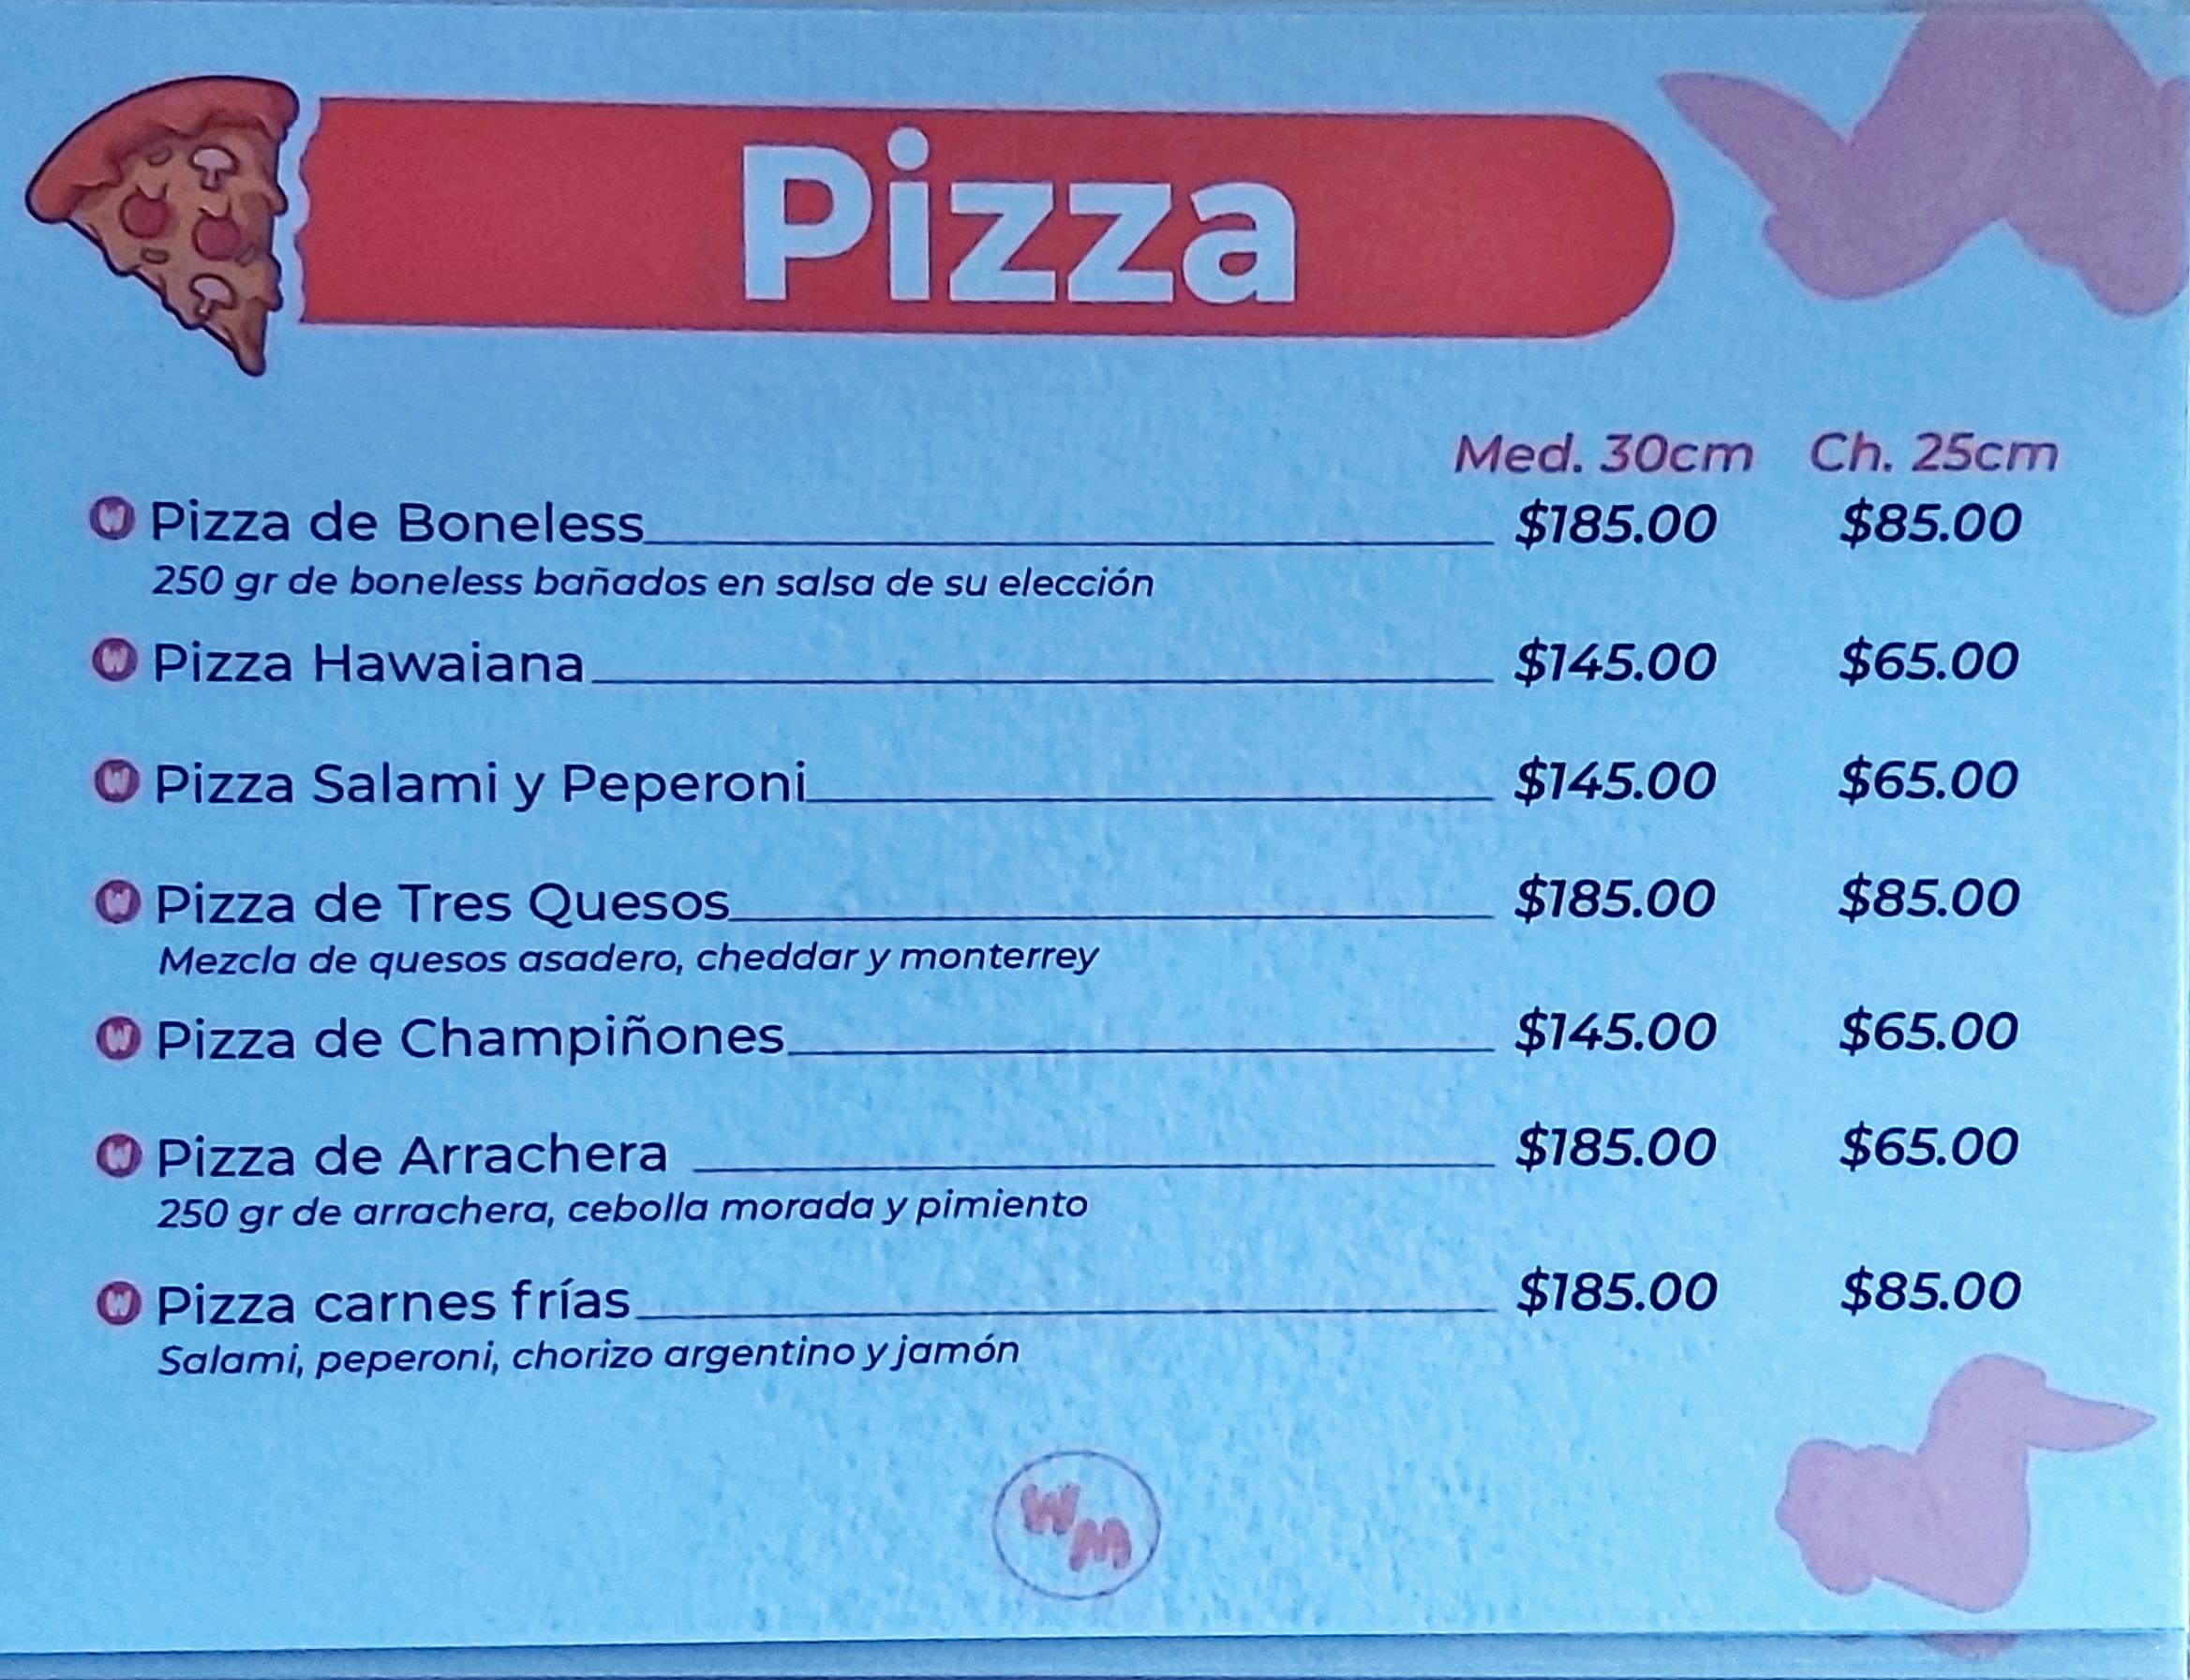 Pizza
Med. 30cm Ch. 25cm
Pizza de Boneless $185.00 $85.00
250 gr de boneless bañados en salsa de su elección
Pizza Hawaiana $145.00 $65.00
Pizza Salami y Peperoni $145.00 $65.00
Pizza de Tres Quesos $185.00 $85.00
Mezcla de quesos asadero, cheddar y monterrey
Pizza de Champiñones $145.00 $65.00
Pizza de Arrachera $185.00 $65.00
250 gr de arrachera, cebolla morada y pimiento
Pizza carnes frías $185.00 $85.00
Salami, peperoni, chorizo argentino y jamón
WM